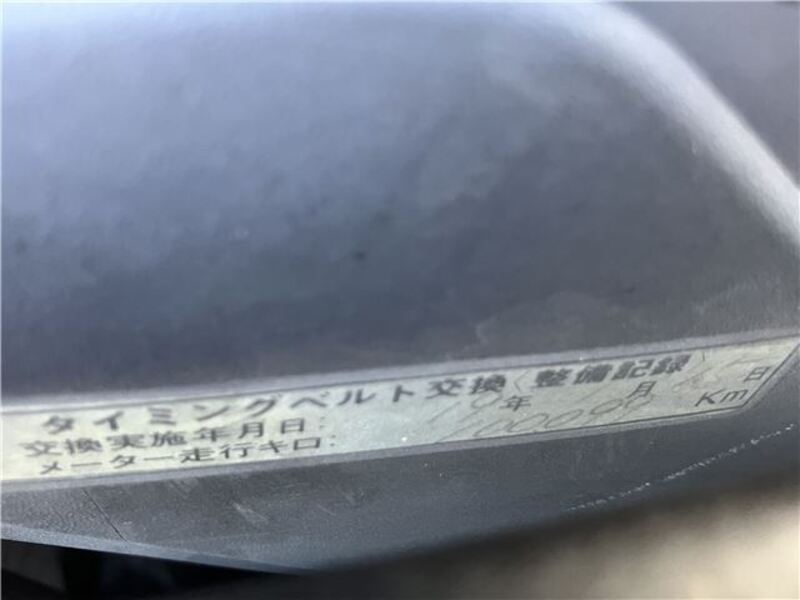 タイミングベルト交換〈整備記録〉
交換実施年月日: 年 月 日
メーター走行キロ: Km